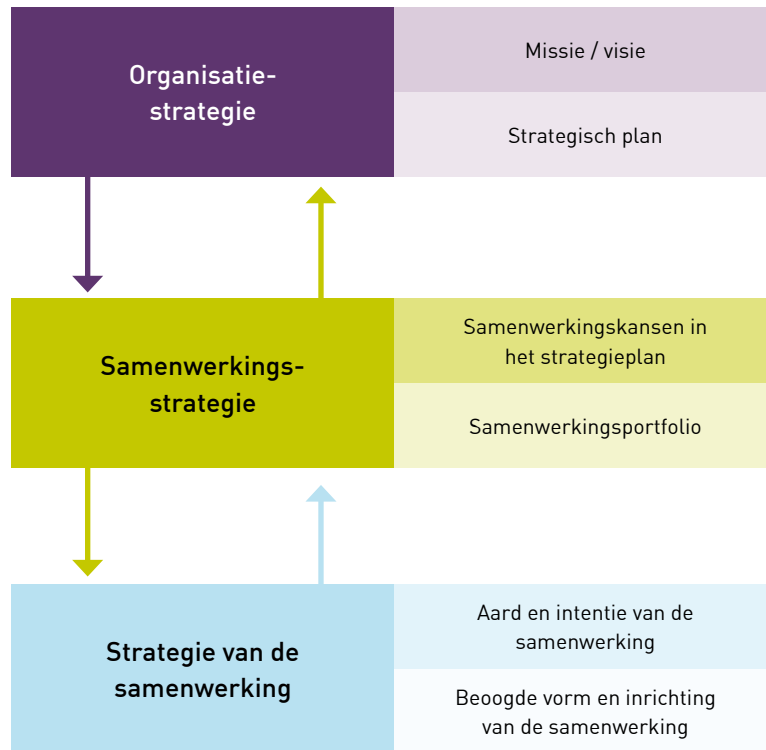 Organisatie-
strategie
Missie / visie
Strategisch plan
Samenwerkings-
strategie
Samenwerkingskansen in
het strategieplan
Samenwerkingsportfolio
Strategie van de
samenwerking
Aard en intentie van de
samenwerking
Beoogde vorm en inrichting
van de samenwerking